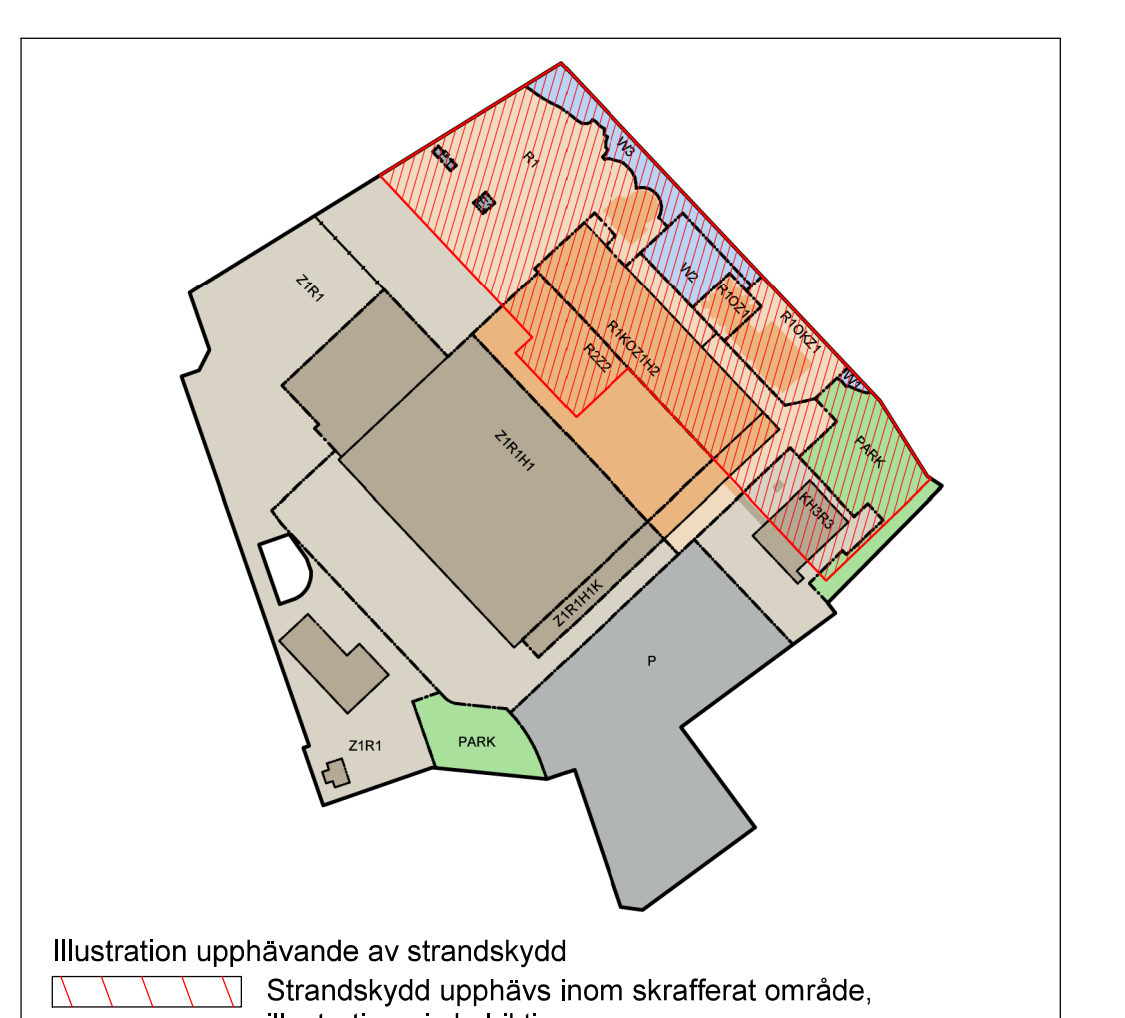 W3
R1
E1
W2
Z1R1
R1OZ1
R1OKZ1
R1KOZ1H2
R2Z2
W1
Z1R1H1
PARK
KH3R3
Z1R1H1K
P
Z1R1
PARK
Illustration upphävande av strandskydd
Strandskydd upphävs inom skrafferat område,